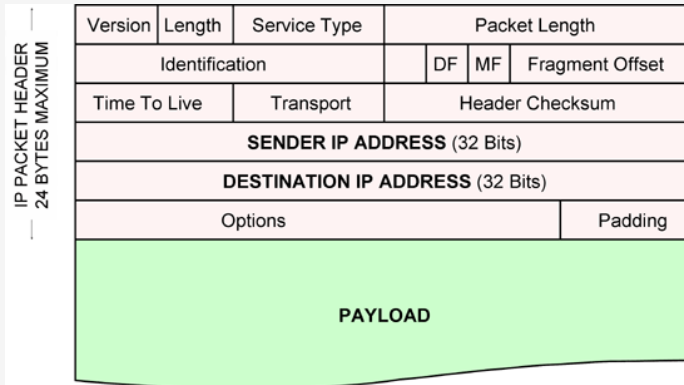 IP PACKET HEADER
24 BYTES MAXIMUM
Version Length Service Type Packet Length
Identification DF MF Fragment Offset
Time To Live Transport Header Checksum
SENDER IP ADDRESS (32 Bits)
DESTINATION IP ADDRESS (32 Bits)
Options Padding
PAYLOAD